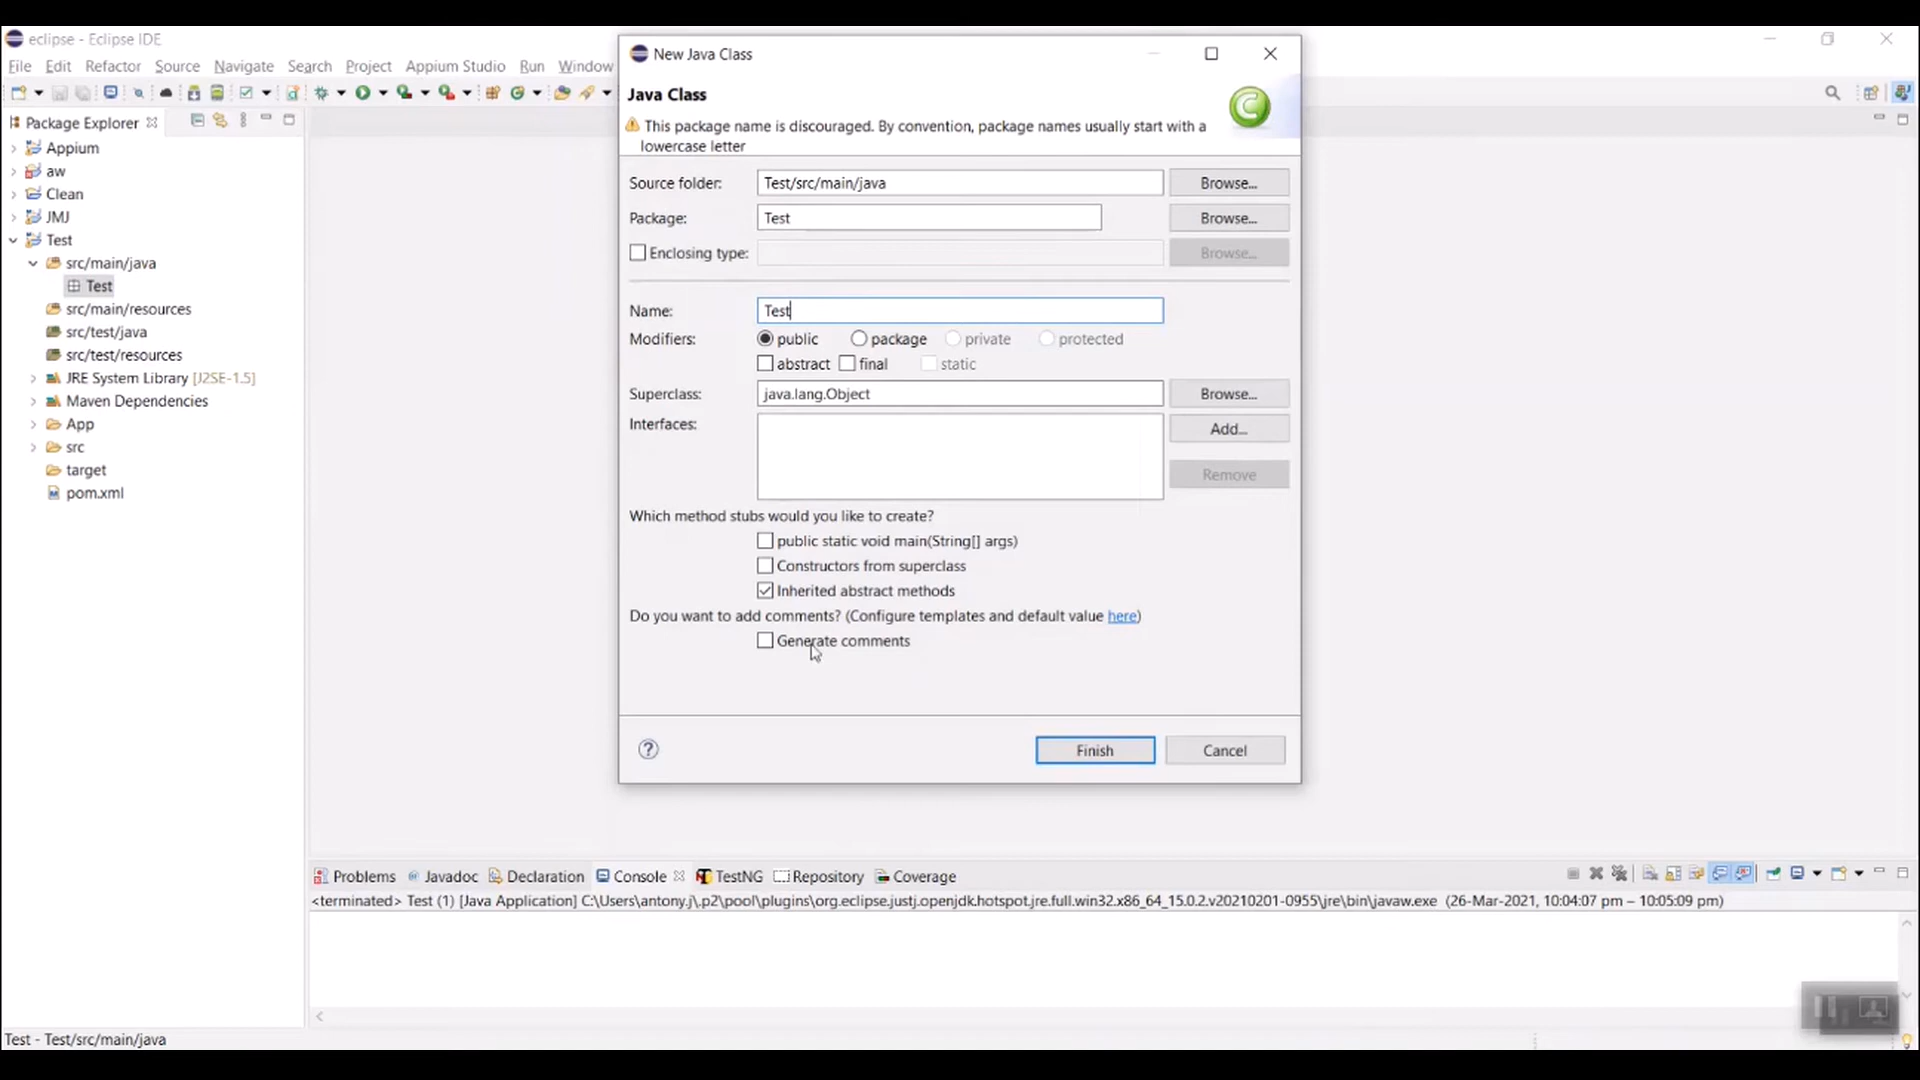 eclipse - Eclipse IDE
File Edit Refactor Source Navigate Search Project Appium Studio Run Window
Package Explorer
Appium
aw
Clean
JMJ
Test
src/main/java
Test
src/main/resources
src/test/java
src/test/resources
JRE System Library [J2SE-1.5]
Maven Dependencies
App
src
target
pom.xml
New Java Class
Java Class
This package name is discouraged. By convention, package names usually start with a
lowercase letter
Source folder: Test/src/main/java Browse...
Package: Test Browse...
Enclosing type: Browse...
Name: Test
Modifiers: public package private protected
abstract final static
Superclass: java.lang.Object Browse...
Interfaces: Add...
Remove
Which method stubs would you like to create?
public static void main(String[] args)
Constructors from superclass
Inherited abstract methods
Do you want to add comments? (Configure templates and default value here)
Generate comments
Finish Cancel
Problems Javadoc Declaration Console TestNG Repository Coverage
<terminated> Test (1) [Java Application] C:\Users\antony.j\.p2\pool\plugins\org.eclipse.justj.openjdk.hotspot.jre.full.win32.x86_64_15.0.2.v20210201-0955\jre\bin\javaw.exe (26-Mar-2021, 10:04:07 pm – 10:05:09 pm)
Test - Test/src/main/java